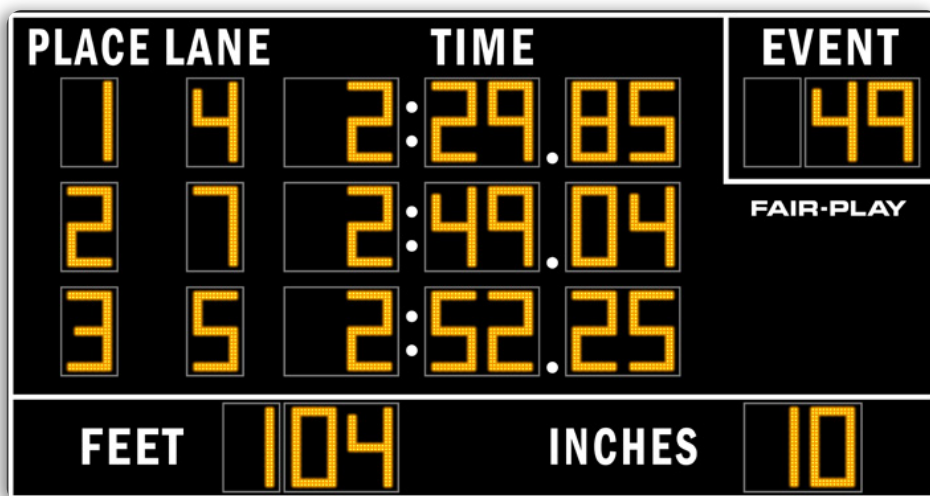 PLACE LANE TIME EVENT
1 4 2:29.85 49
2 7 2:49.04
FAIR-PLAY
3 5 2:52.25
FEET 104 INCHES 10